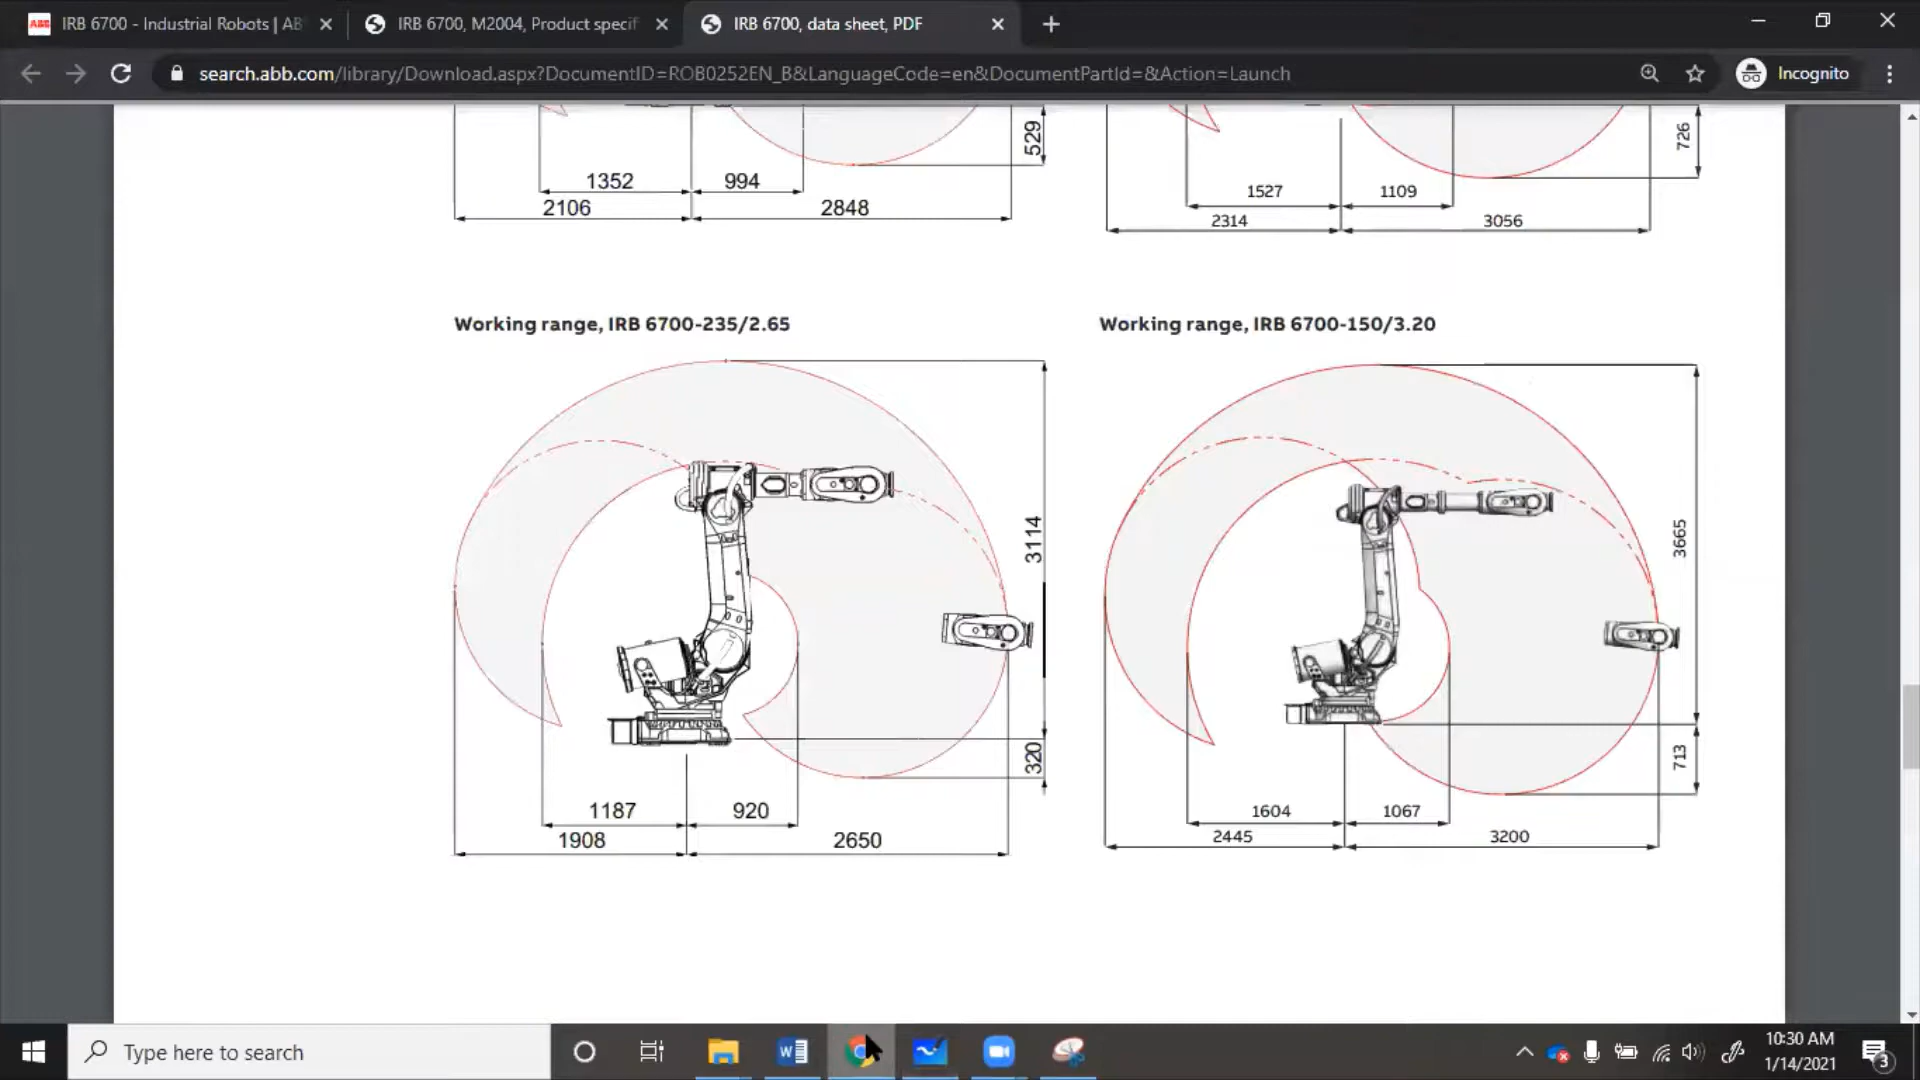 ABB IRB 6700 - Industrial Robots | AB
IRB 6700, M2004, Product specif
IRB 6700, data sheet, PDF
search.abb.com/library/Download.aspx?DocumentID=ROB0252EN_B&LanguageCode=en&DocumentPartId=&Action=Launch
Incognito
529
1352
994
2106
2848
726
1527
1109
2314
3056
Working range, IRB 6700-235/2.65
3114
320
1187
920
1908
2650
Working range, IRB 6700-150/3.20
3665
713
1604
1067
2445
3200
Type here to search
10:30 AM
1/14/2021
3